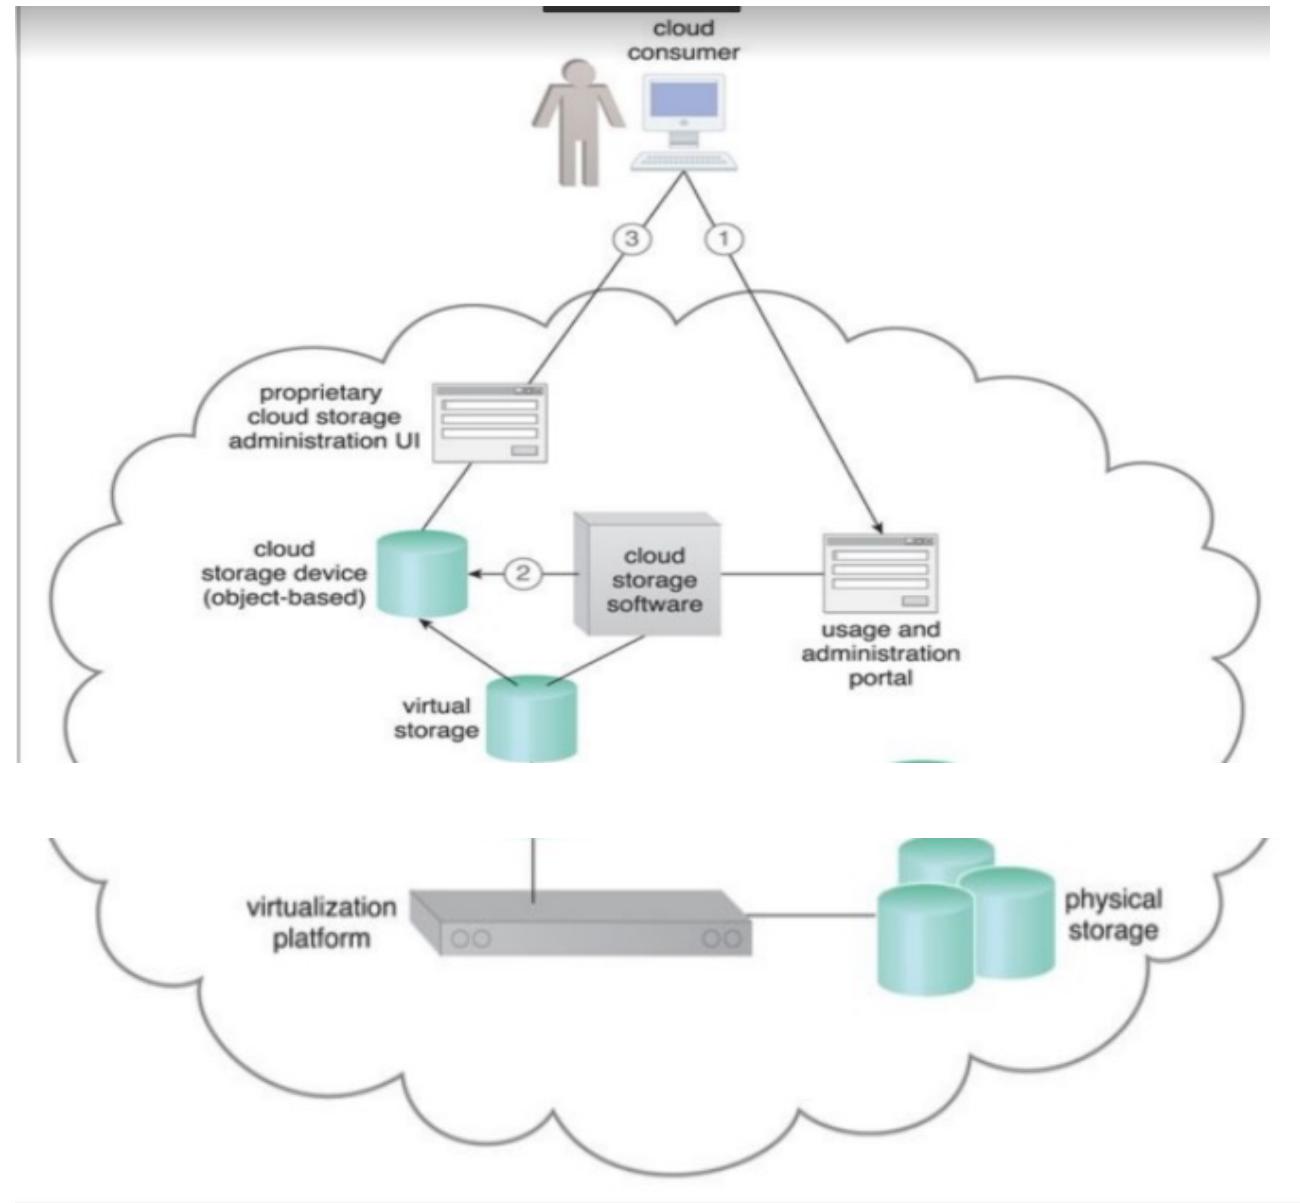 cloud
consumer
3
1
proprietary
cloud storage
administration UI
cloud
storage device
(object-based)
2
cloud
storage
software
usage and
administration
portal
virtual
storage
virtualization
platform
physical
storage